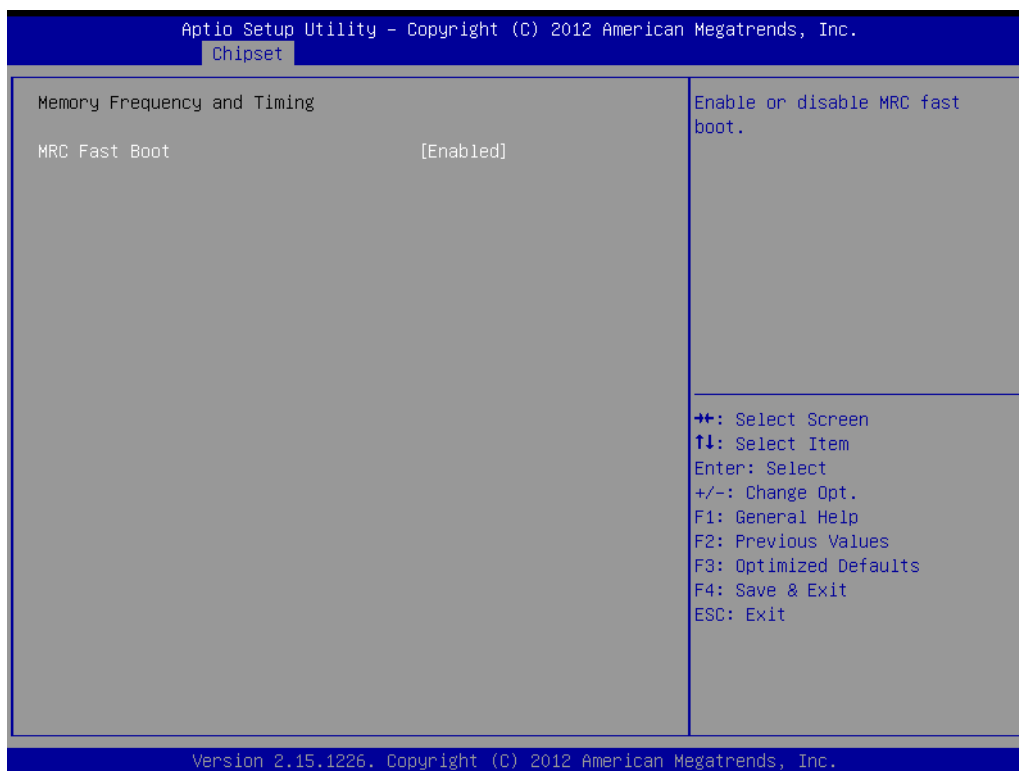 Aptio Setup Utility – Copyright (C) 2012 American Megatrends, Inc.
Chipset
Memory Frequency and Timing
MRC Fast Boot [Enabled]
Enable or disable MRC fast
boot.
→←: Select Screen
↑↓: Select Item
Enter: Select
+/-: Change Opt.
F1: General Help
F2: Previous Values
F3: Optimized Defaults
F4: Save & Exit
ESC: Exit
Version 2.15.1226. Copyright (C) 2012 American Megatrends, Inc.